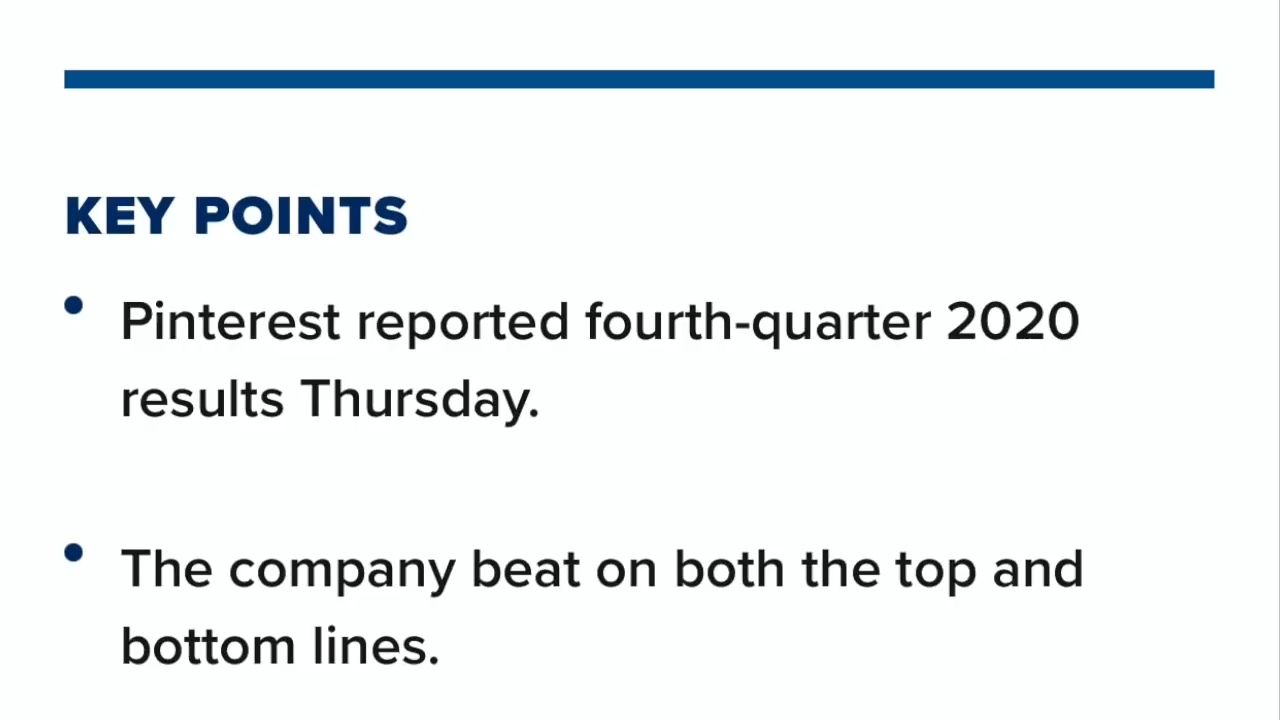 KEY POINTS
• Pinterest reported fourth-quarter 2020
results Thursday.
• The company beat on both the top and
bottom lines.